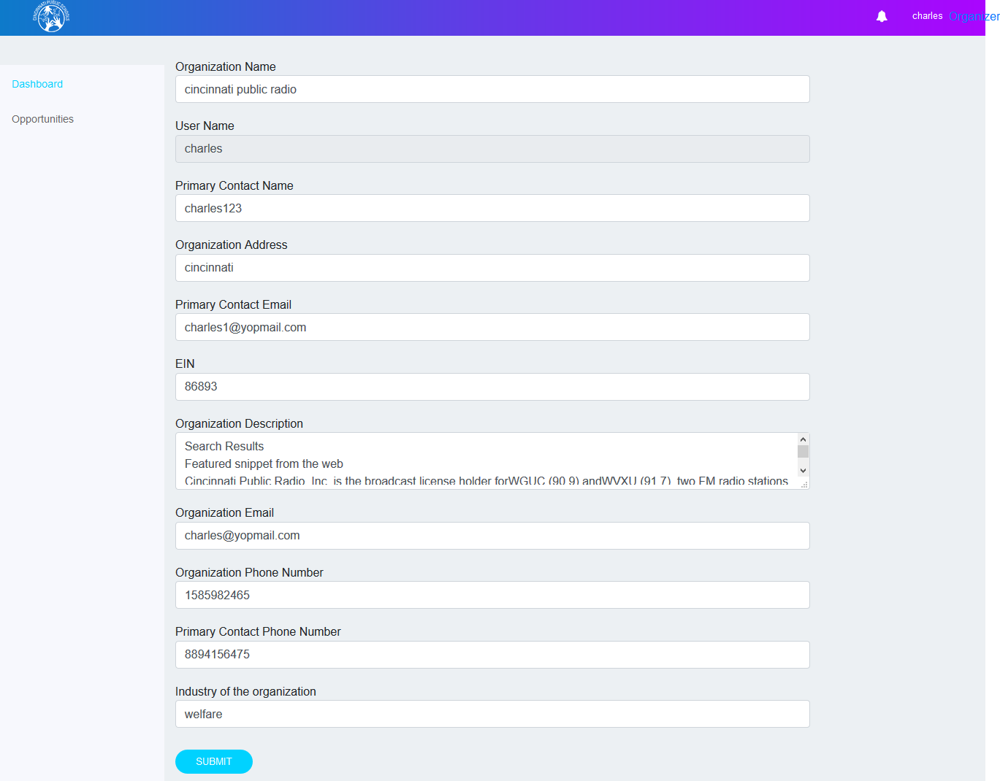 CINCINNATI PUBLIC SCHOOLS
charles Organizer
Dashboard
Opportunities
Organization Name
cincinnati public radio
User Name
charles
Primary Contact Name
charles123
Organization Address
cincinnati
Primary Contact Email
charles1@yopmail.com
EIN
86893
Organization Description
Search Results
Featured snippet from the web
Cincinnati Public Radio, Inc. is the broadcast license holder forWGUC (90.9) andWVXU (91.7), two FM radio stations
Organization Email
charles@yopmail.com
Organization Phone Number
1585982465
Primary Contact Phone Number
8894156475
Industry of the organization
welfare
SUBMIT